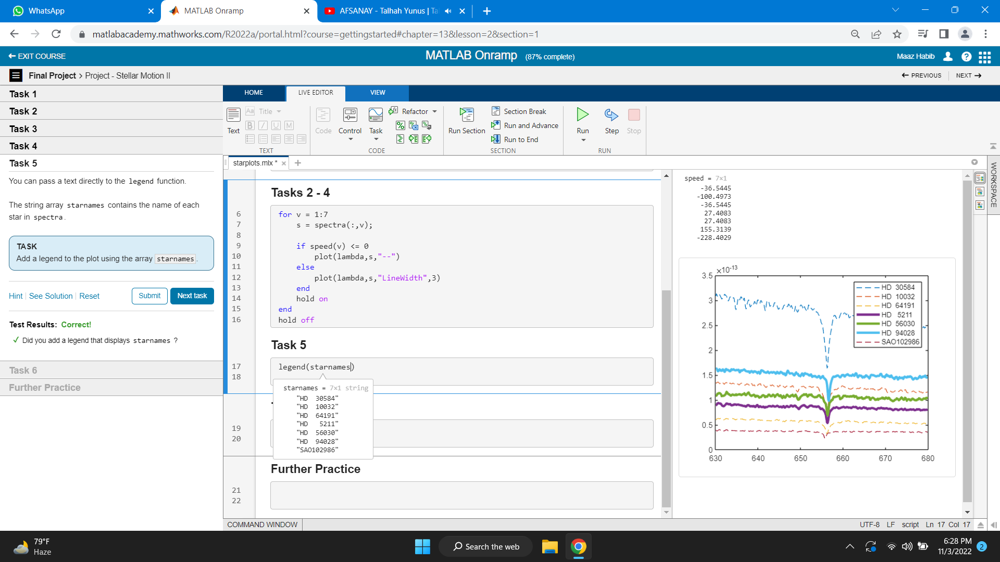 WhatsApp
MATLAB Onramp
AFSANAY - Talhah Yunus | Ta
matlabacademy.mathworks.com/R2022a/portal.html?course=gettingstarted#chapter=13&lesson=2&section=1
EXIT COURSE
MATLAB Onramp (87% complete)
Maaz Habib
Final Project > Project - Stellar Motion II
PREVIOUS
NEXT
Task 1
Task 2
Task 3
Task 4
Task 5
You can pass a text directly to the legend function.
The string array starnames contains the name of each
star in spectra.
TASK
Add a legend to the plot using the array starnames.
Hint
See Solution
Reset
Submit
Next task
Test Results: Correct!
✓ Did you add a legend that displays starnames ?
Task 6
Further Practice
HOME
LIVE EDITOR
VIEW
Text
Aa Title
B I U M
TEXT
Code
Control
Task
Refactor
CODE
Run Section
Section Break
Run and Advance
Run to End
SECTION
Run
Step
Stop
RUN
starplots.mlx *
Tasks 2 - 4
6 for v = 1:7
7 s = spectra(:,v);
8
9 if speed(v) <= 0
10 plot(lambda,s,"--")
11 else
12 plot(lambda,s,"LineWidth",3)
13 end
14 hold on
15 end
16 hold off
Task 5
17 legend(starnames)
18
starnames = 7×1 string
"HD  30584"
"HD  10032"
"HD  64191"
"HD   5211"
"HD  56030"
"HD  94028"
"SAO102986"
19
20
Further Practice
21
22
speed = 7×1
-36.5445
-100.4973
-36.5445
27.4083
27.4083
155.3139
-228.4029
×10-13
3.5
3
2.5
2
1.5
1
0.5
0
630 640 650 660 670 680
HD 30584
HD 10032
HD 64191
HD 5211
HD 56030
HD 94028
SAO102986
WORKSPACE
COMMAND WINDOW
UTF-8 LF script Ln 17 Col 17
79°F
Haze
Search the web
6:28 PM
11/3/2022
2